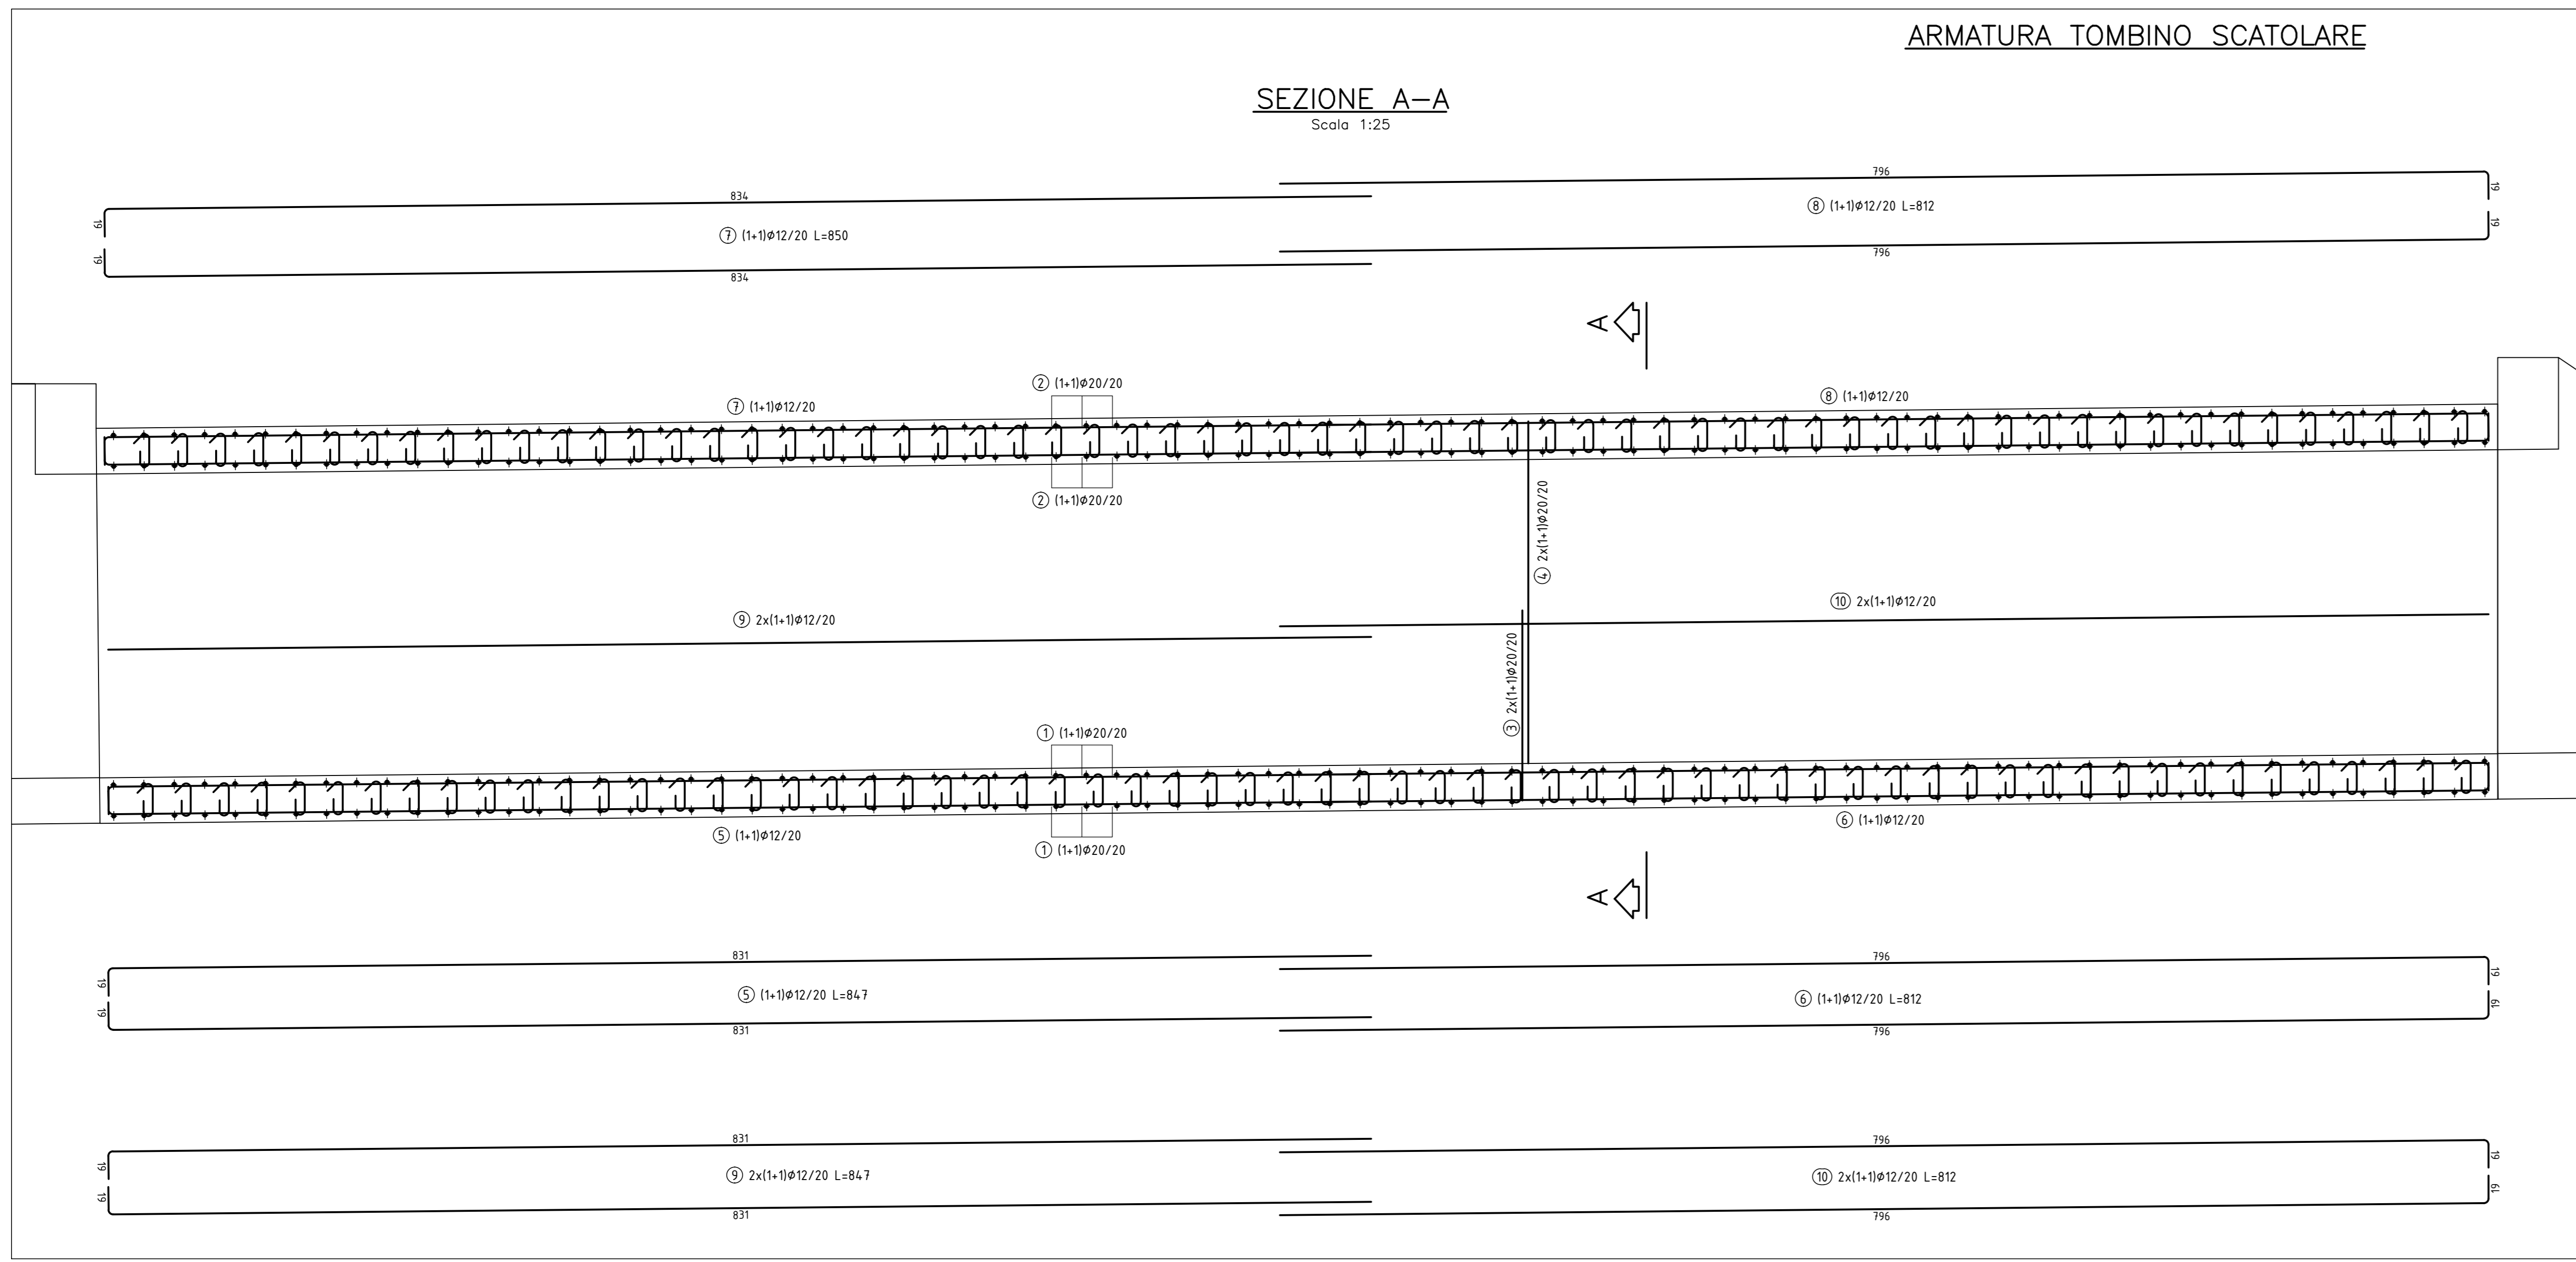 ARMATURA TOMBINO SCATOLARE
SEZIONE A-A
Scala 1:25
796
834
19
19
8 (1+1)Ø12/20 L=812
7 (1+1)Ø12/20 L=850
19
19
834
796
A
2 (1+1)Ø20/20
7 (1+1)Ø12/20
8 (1+1)Ø12/20
2 (1+1)Ø20/20
4 2x(1+1)Ø20/20
9 2x(1+1)Ø12/20
10 2x(1+1)Ø12/20
3 2x(1+1)Ø20/20
1 (1+1)Ø20/20
5 (1+1)Ø12/20
1 (1+1)Ø20/20
6 (1+1)Ø12/20
A
831
796
19
19
5 (1+1)Ø12/20 L=847
6 (1+1)Ø12/20 L=812
19
19
831
796
831
796
19
19
9 2x(1+1)Ø12/20 L=847
10 2x(1+1)Ø12/20 L=812
19
19
831
796